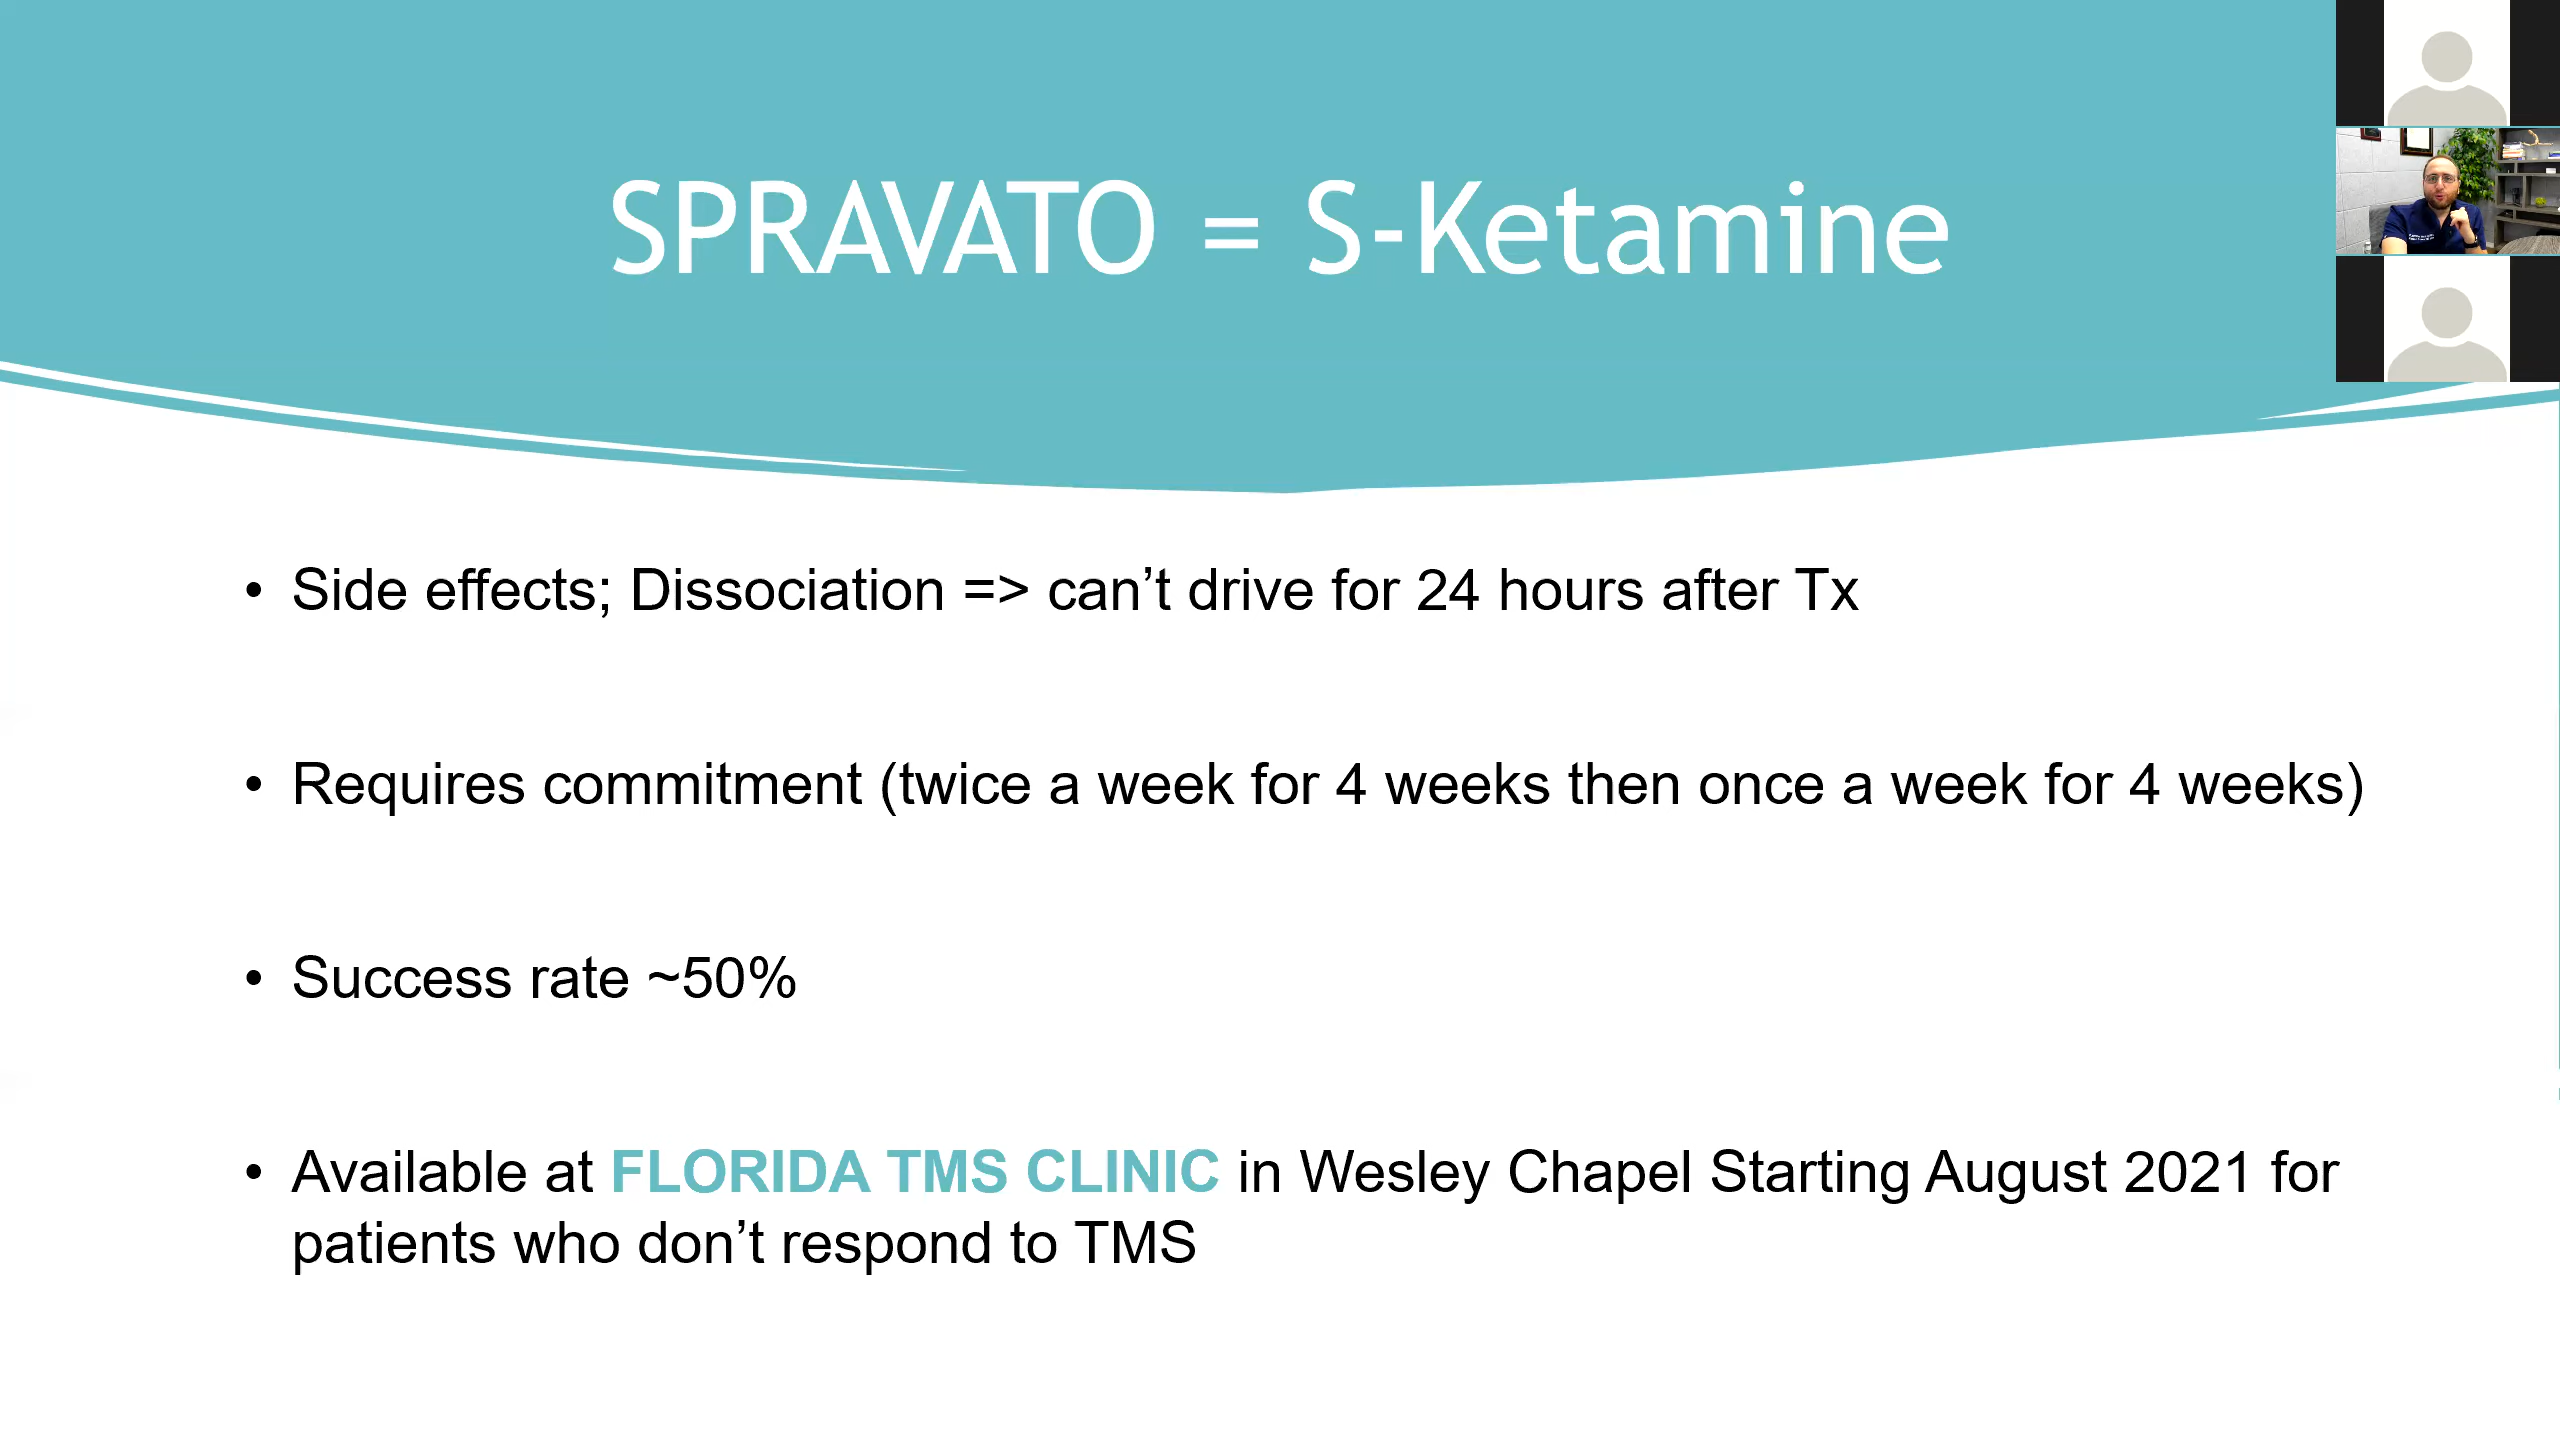 SPRAVATO = S-Ketamine
• Side effects; Dissociation => can’t drive for 24 hours after Tx
• Requires commitment (twice a week for 4 weeks then once a week for 4 weeks)
• Success rate ~50%
• Available at FLORIDA TMS CLINIC in Wesley Chapel Starting August 2021 for
patients who don’t respond to TMS